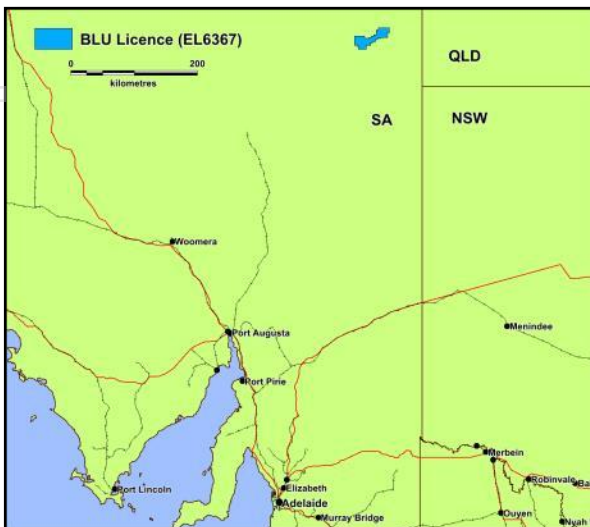 BLU Licence (EL6367)
0 200
kilometres
QLD
SA
NSW
Woomera
Port Augusta
Menindee
Port Pirie
Merbein
Elizabeth
Robinvale
Ba
Port Lincoln
Adelaide
Murray Bridge
Ouyen
Nyah